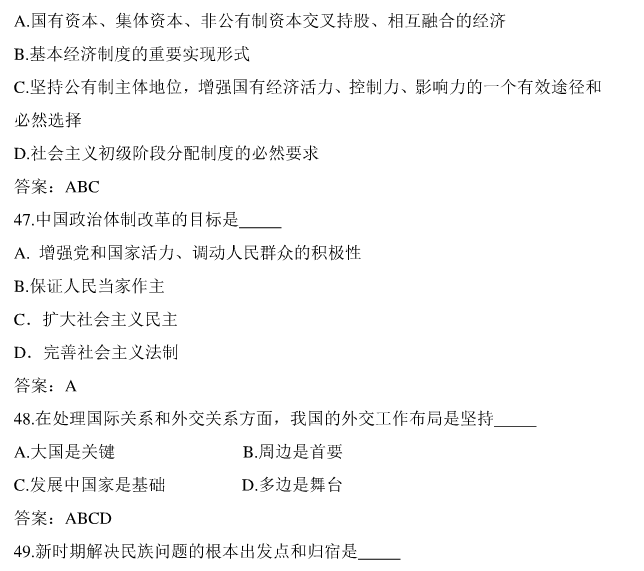 A.国有资本、集体资本、非公有制资本交叉持股、相互融合的经济
B.基本经济制度的重要实现形式
C.坚持公有制主体地位，增强国有经济活力、控制力、影响力的一个有效途径和
必然选择
D.社会主义初级阶段分配制度的必然要求
答案：ABC
47.中国政治体制改革的目标是_____
A. 增强党和国家活力、调动人民群众的积极性
B.保证人民当家作主
C．扩大社会主义民主
D．完善社会主义法制
答案：A
48.在处理国际关系和外交关系方面，我国的外交工作布局是坚持_____
A.大国是关键 B.周边是首要
C.发展中国家是基础 D.多边是舞台
答案：ABCD
49.新时期解决民族问题的根本出发点和归宿是_____